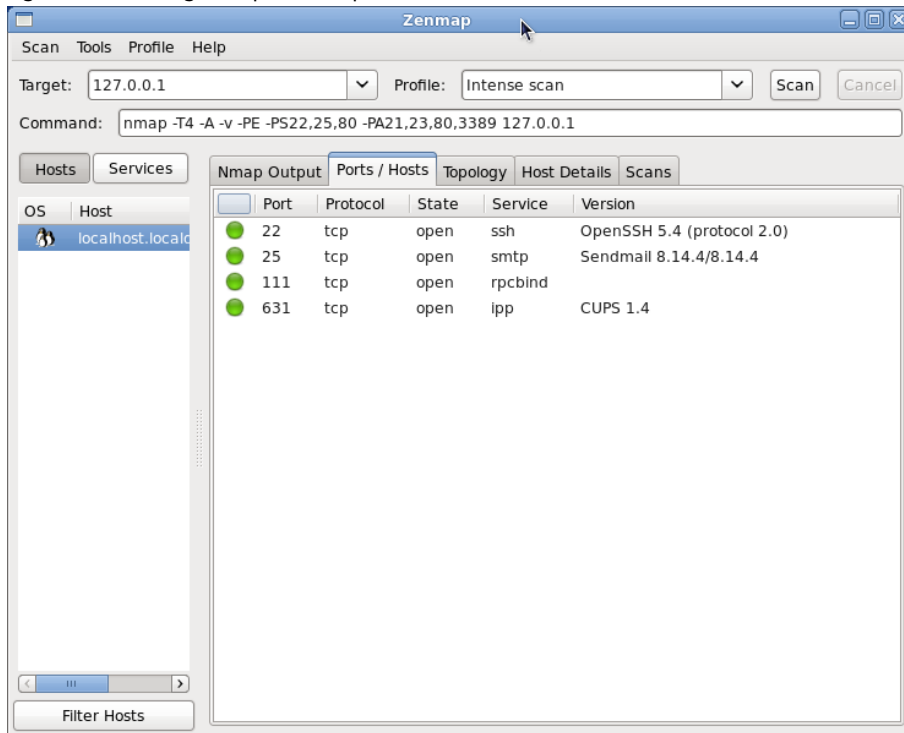 Zenmap
Scan Tools Profile Help
Target: 127.0.0.1 Profile: Intense scan Scan Cancel
Command: nmap -T4 -A -v -PE -PS22,25,80 -PA21,23,80,3389 127.0.0.1
Hosts Services Nmap Output Ports / Hosts Topology Host Details Scans
OS Host Port Protocol State Service Version
localhost.locald 22 tcp open ssh OpenSSH 5.4 (protocol 2.0)
25 tcp open smtp Sendmail 8.14.4/8.14.4
111 tcp open rpcbind
631 tcp open ipp CUPS 1.4
Filter Hosts